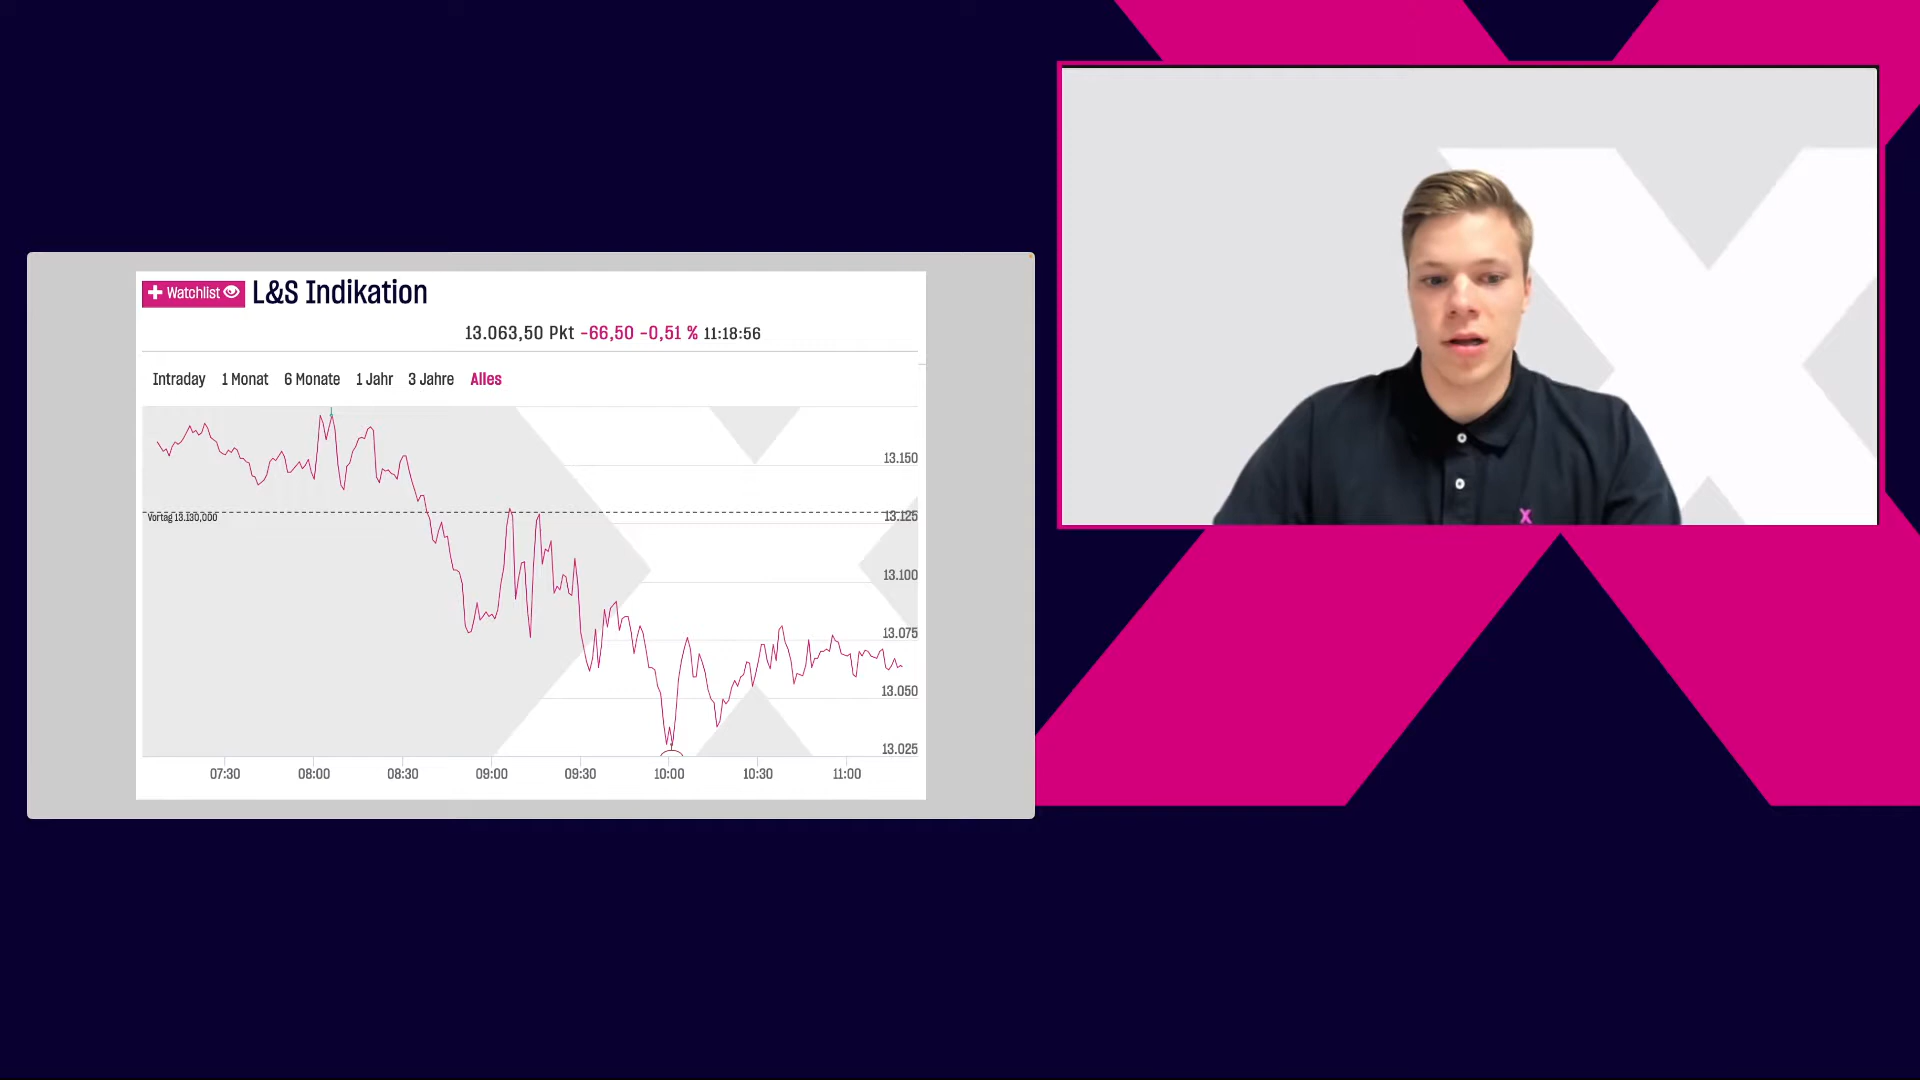 Watchlist L&S Indikation
13.063,50 Pkt -66,50 -0,51 % 11:18:56
Intraday 1 Monat 6 Monate 1 Jahr 3 Jahre Alles
13.150
Vortag 13.130,000
13.125
13.100
13.075
13.050
13.025
07:30 08:00 08:30 09:00 09:30 10:00 10:30 11:00
X